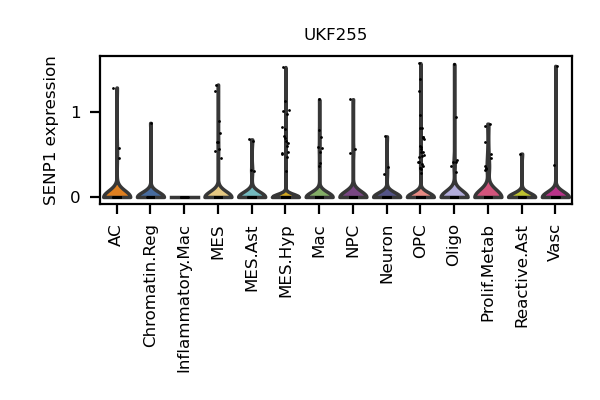 UKF255
SENP1 expression
1
0
AC
Chromatin.Reg
Inflammatory.Mac
MES
MES.Ast
MES.Hyp
Mac
NPC
Neuron
OPC
Oligo
Prolif.Metab
Reactive.Ast
Vasc